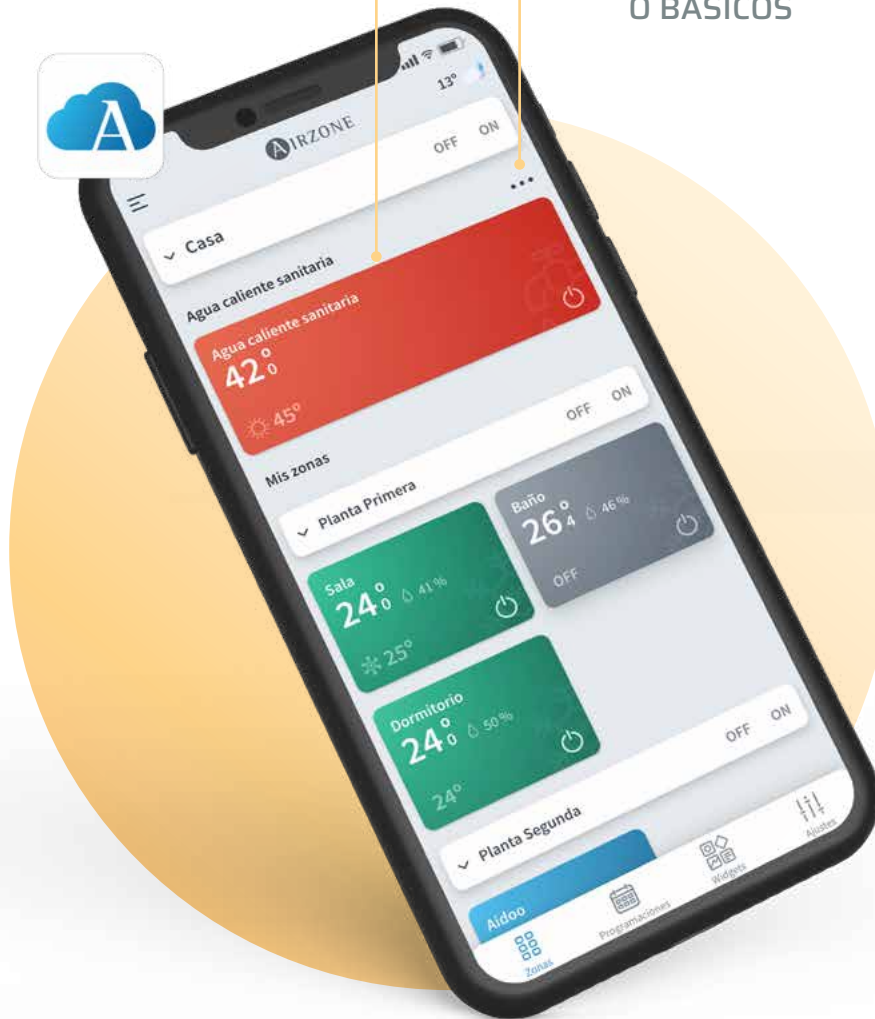 O BÁSICOS
A
13°
AIRZONE
OFF ON
Casa
Agua caliente sanitaria
Agua caliente sanitaria
42°0
45°
Mis zonas
OFF ON
Planta Primera
Sala
24°0 41%
25°
Baño
26°4 46%
OFF
Dormitorio
24°0 50%
24°
OFF ON
Planta Segunda
Aidoo
Zonas
Programaciones
Widgets
Ajustes